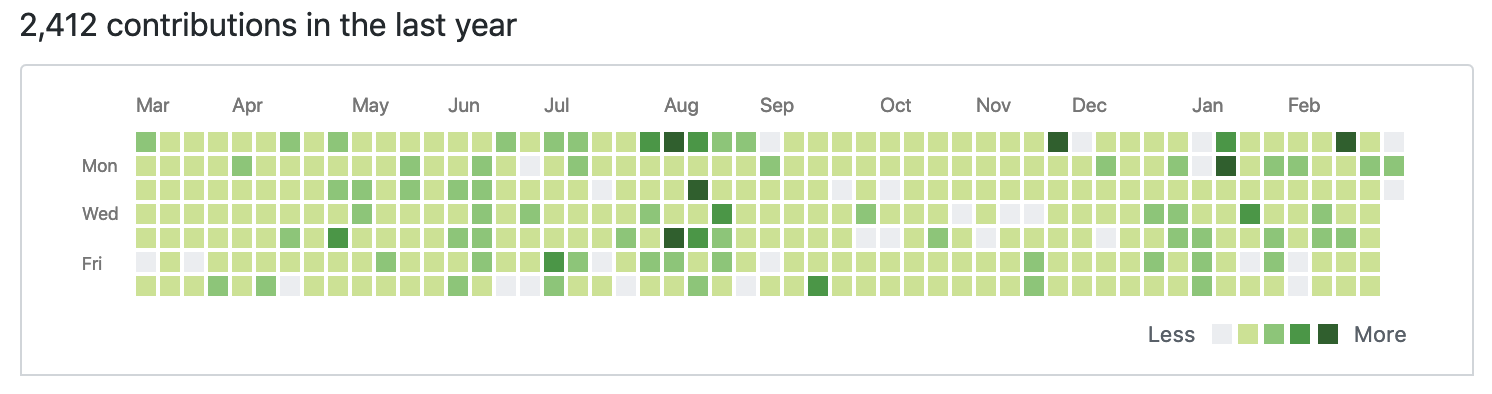 2,412 contributions in the last year
Mar Apr May Jun Jul Aug Sep Oct Nov Dec Jan Feb
Mon
Wed
Fri
Less More